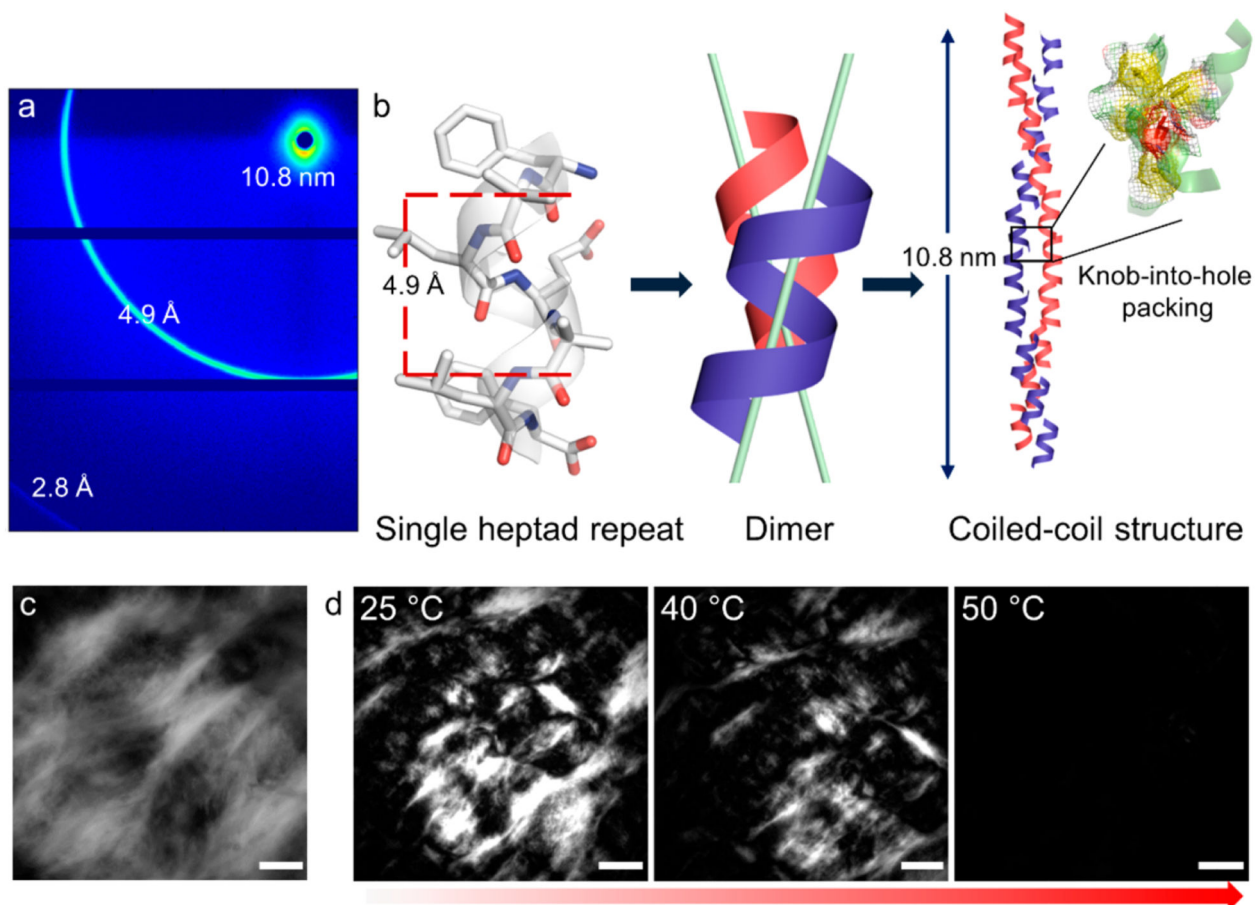 a
10.8 nm
4.9 Å
2.8 Å
b
4.9 Å
10.8 nm
Knob-into-hole
packing
Single heptad repeat
Dimer
Coiled-coil structure
c
d
25 °C
40 °C
50 °C